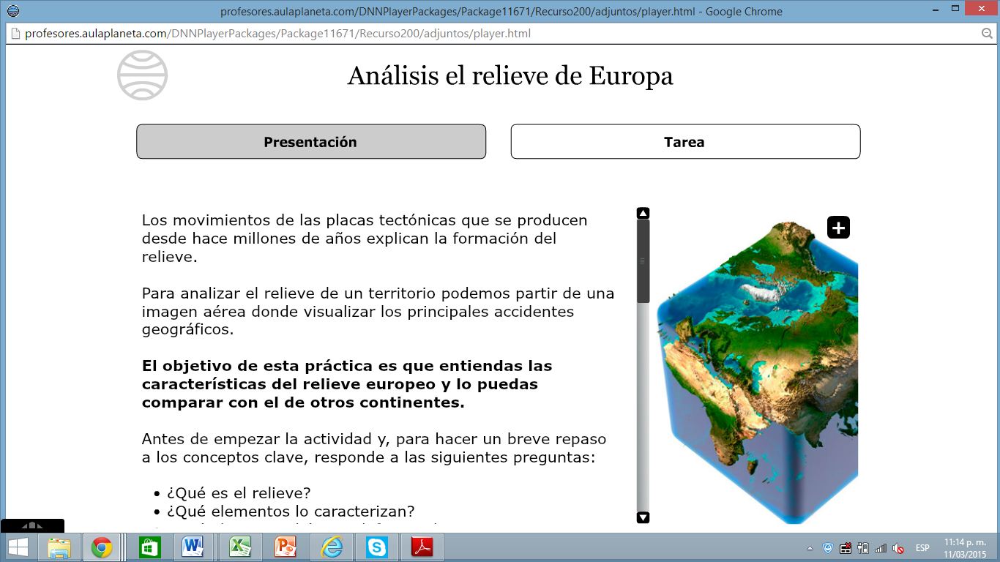 profesores.aulaplaneta.com/DNNPlayerPackages/Package11671/Recurso200/adjuntos/player.html - Google Chrome
profesores.aulaplaneta.com/DNNPlayerPackages/Package11671/Recurso200/adjuntos/player.html
Análisis el relieve de Europa
Presentación
Tarea
Los movimientos de las placas tectónicas que se producen
desde hace millones de años explican la formación del
relieve.
Para analizar el relieve de un territorio podemos partir de una
imagen aérea donde visualizar los principales accidentes
geográficos.
El objetivo de esta práctica es que entiendas las
características del relieve europeo y lo puedas
comparar con el de otros continentes.
Antes de empezar la actividad y, para hacer un breve repaso
a los conceptos clave, responde a las siguientes preguntas:
• ¿Qué es el relieve?
• ¿Qué elementos lo caracterizan?
ESP
11:14 p. m.
11/03/2015